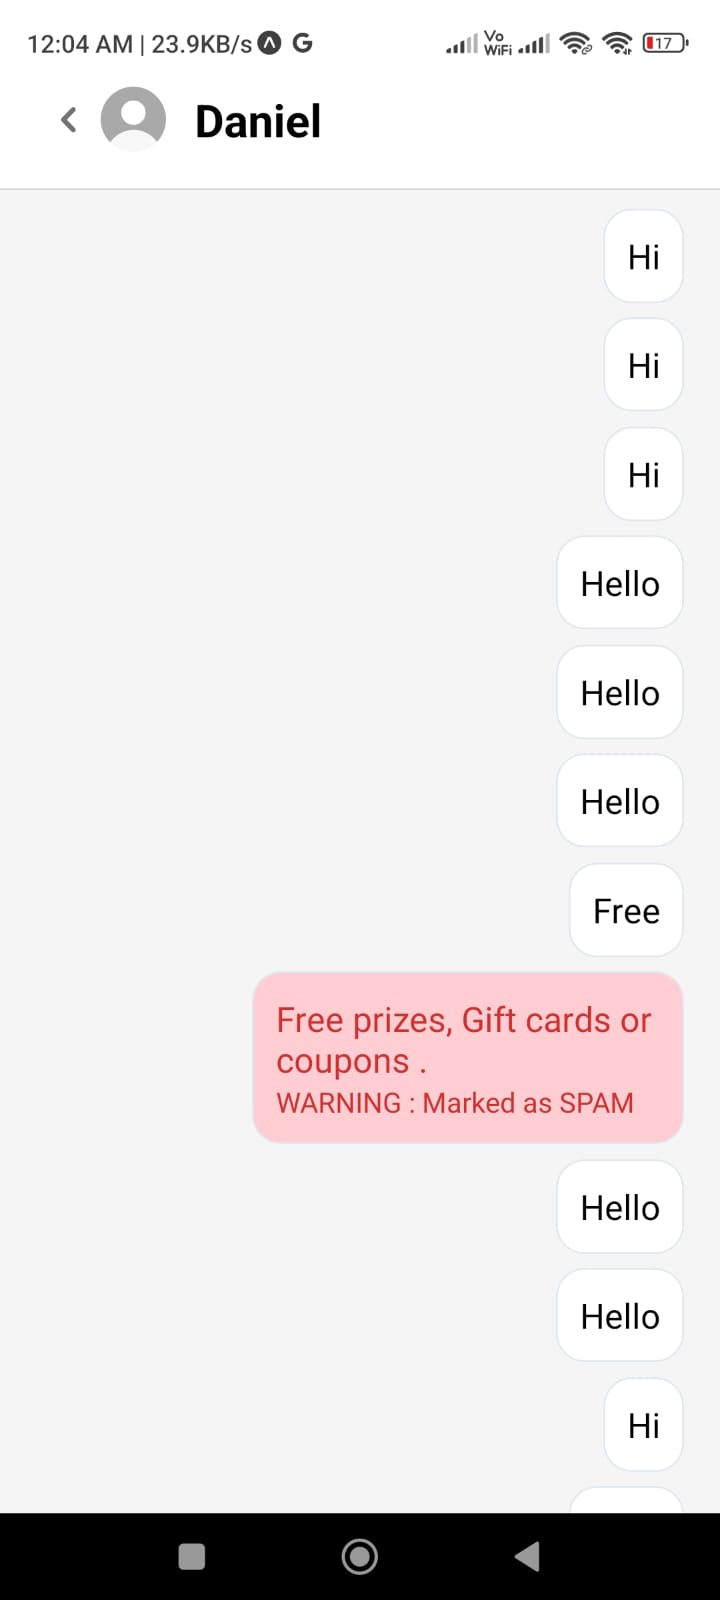 12:04 AM | 23.9KB/s G Vo WiFi 17
Daniel
Hi
Hi
Hi
Hello
Hello
Hello
Free
Free prizes, Gift cards or
coupons .
WARNING : Marked as SPAM
Hello
Hello
Hi